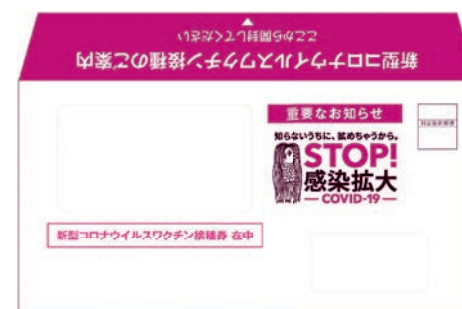 ここから開封してください
新型コロナウイルスワクチン接種のご案内
重要なお知らせ
知らないうちに、拡めちゃうから。
STOP!
感染拡大
COVID-19
新型コロナウイルスワクチン接種券 在中